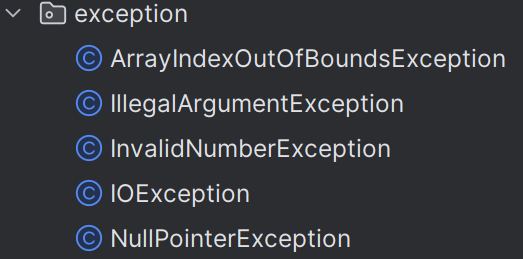 exception
ArrayIndexOutOfBoundsException
IllegalArgumentException
InvalidNumberException
IOException
NullPointerException